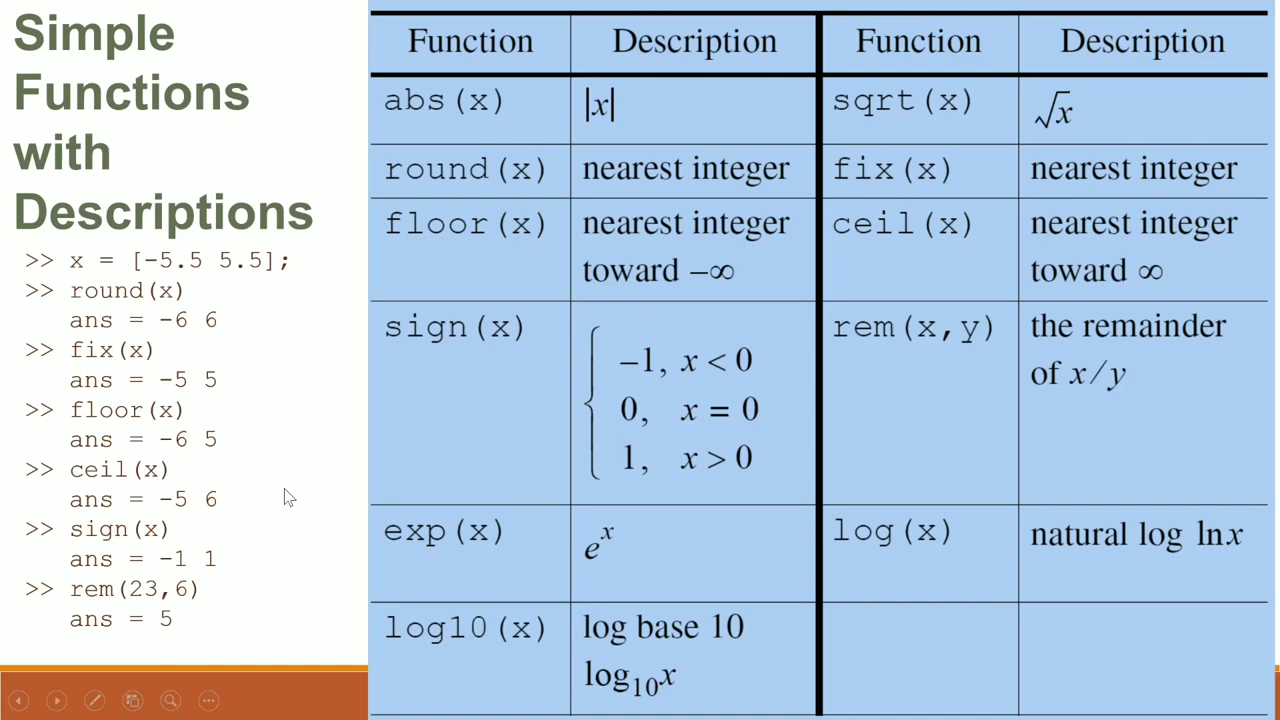 Simple
Functions
with
Descriptions
>> x = [-5.5 5.5];
>> round(x)
ans = -6 6
>> fix(x)
ans = -5 5
>> floor(x)
ans = -6 5
>> ceil(x)
ans = -5 6
>> sign(x)
ans = -1 1
>> rem(23,6)
ans = 5
Function Description Function Description
abs(x) |x| sqrt(x) √x
round(x) nearest integer fix(x) nearest integer
floor(x) nearest integer ceil(x) nearest integer
toward –∞ toward ∞
sign(x) rem(x,y) the remainder
of x/y
–1, x < 0
0, x = 0
1, x > 0
exp(x) eˣ log(x) natural log ln x
log10(x) log base 10
log₁₀x